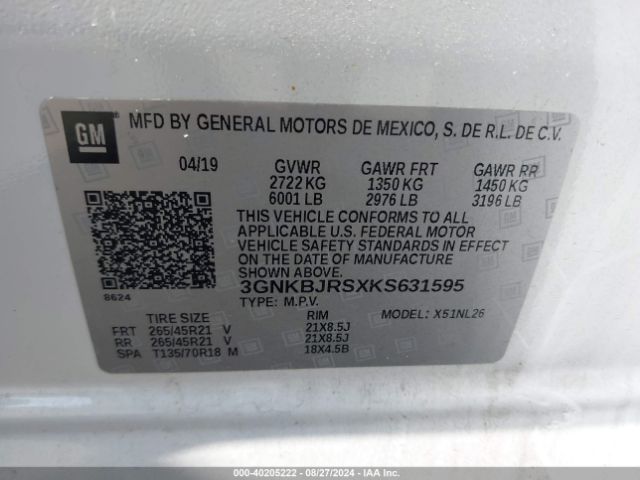 GM
MFD BY GENERAL MOTORS DE MEXICO, S. DE R.L. DE C.V.
04/19 GVWR GAWR FRT GAWR RR
2722 KG 1350 KG 1450 KG
6001 LB 2976 LB 3196 LB
THIS VEHICLE CONFORMS TO ALL
APPLICABLE U.S. FEDERAL MOTOR
VEHICLE SAFETY STANDARDS IN EFFECT
ON THE DATE OF MANUFACTURE
SHOWN ABOVE.
3GNKBJRSXKS631595
8624
TYPE: M.P.V.
TIRE SIZE RIM MODEL: X51NL26
FRT 265/45R21 V 21X8.5J
RR 265/45R21 V 21X8.5J
SPA T135/70R18 M 18X4.5B
000-40205222 - 08/27/2024 - IAA Holdings, LLC.